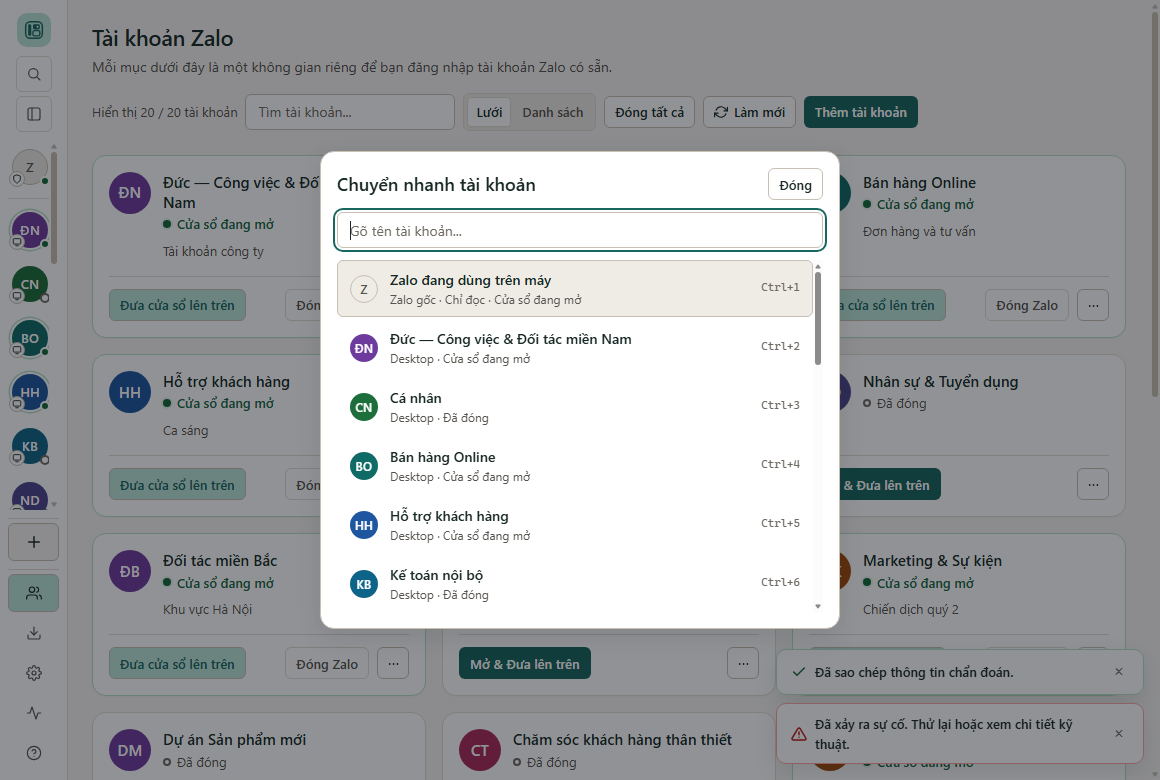 Tài khoản Zalo
Mỗi mục dưới đây là một không gian riêng để bạn đăng nhập tài khoản Zalo có sẵn.
Hiển thị 20 / 20 tài khoản
Tìm tài khoản...
Lưới
Danh sách
Đóng tất cả
Làm mới
Thêm tài khoản
Z
ĐN
CN
BO
HH
KB
ND
ĐN
Đức — Công việc & Đố
Nam
Cửa sổ đang mở
Tài khoản công ty
Đưa cửa sổ lên trên
Bán hàng Online
Cửa sổ đang mở
Đơn hàng và tư vấn
a cửa sổ lên trên
Đóng Zalo
...
HH
Hỗ trợ khách hàng
Cửa sổ đang mở
Ca sáng
Đưa cửa sổ lên trên
Nhân sự & Tuyển dụng
Đã đóng
& Đưa lên trên
...
ĐB
Đối tác miền Bắc
Cửa sổ đang mở
Khu vực Hà Nội
Đưa cửa sổ lên trên
Đóng Zalo
...
Mở & Đưa lên trên
...
Marketing & Sự kiện
Cửa sổ đang mở
Chiến dịch quý 2
DM
Dự án Sản phẩm mới
Đã đóng
CT
Chăm sóc khách hàng thân thiết
Đã đóng
Chuyển nhanh tài khoản
Đóng
Gõ tên tài khoản...
Z
Zalo đang dùng trên máy
Zalo gốc · Chỉ đọc · Cửa sổ đang mở
Ctrl+1
ĐN
Đức — Công việc & Đối tác miền Nam
Desktop · Cửa sổ đang mở
Ctrl+2
CN
Cá nhân
Desktop · Đã đóng
Ctrl+3
BO
Bán hàng Online
Desktop · Cửa sổ đang mở
Ctrl+4
HH
Hỗ trợ khách hàng
Desktop · Cửa sổ đang mở
Ctrl+5
KB
Kế toán nội bộ
Desktop · Đã đóng
Ctrl+6
Đã sao chép thông tin chẩn đoán.
Đã xảy ra sự cố. Thử lại hoặc xem chi tiết kỹ
thuật.